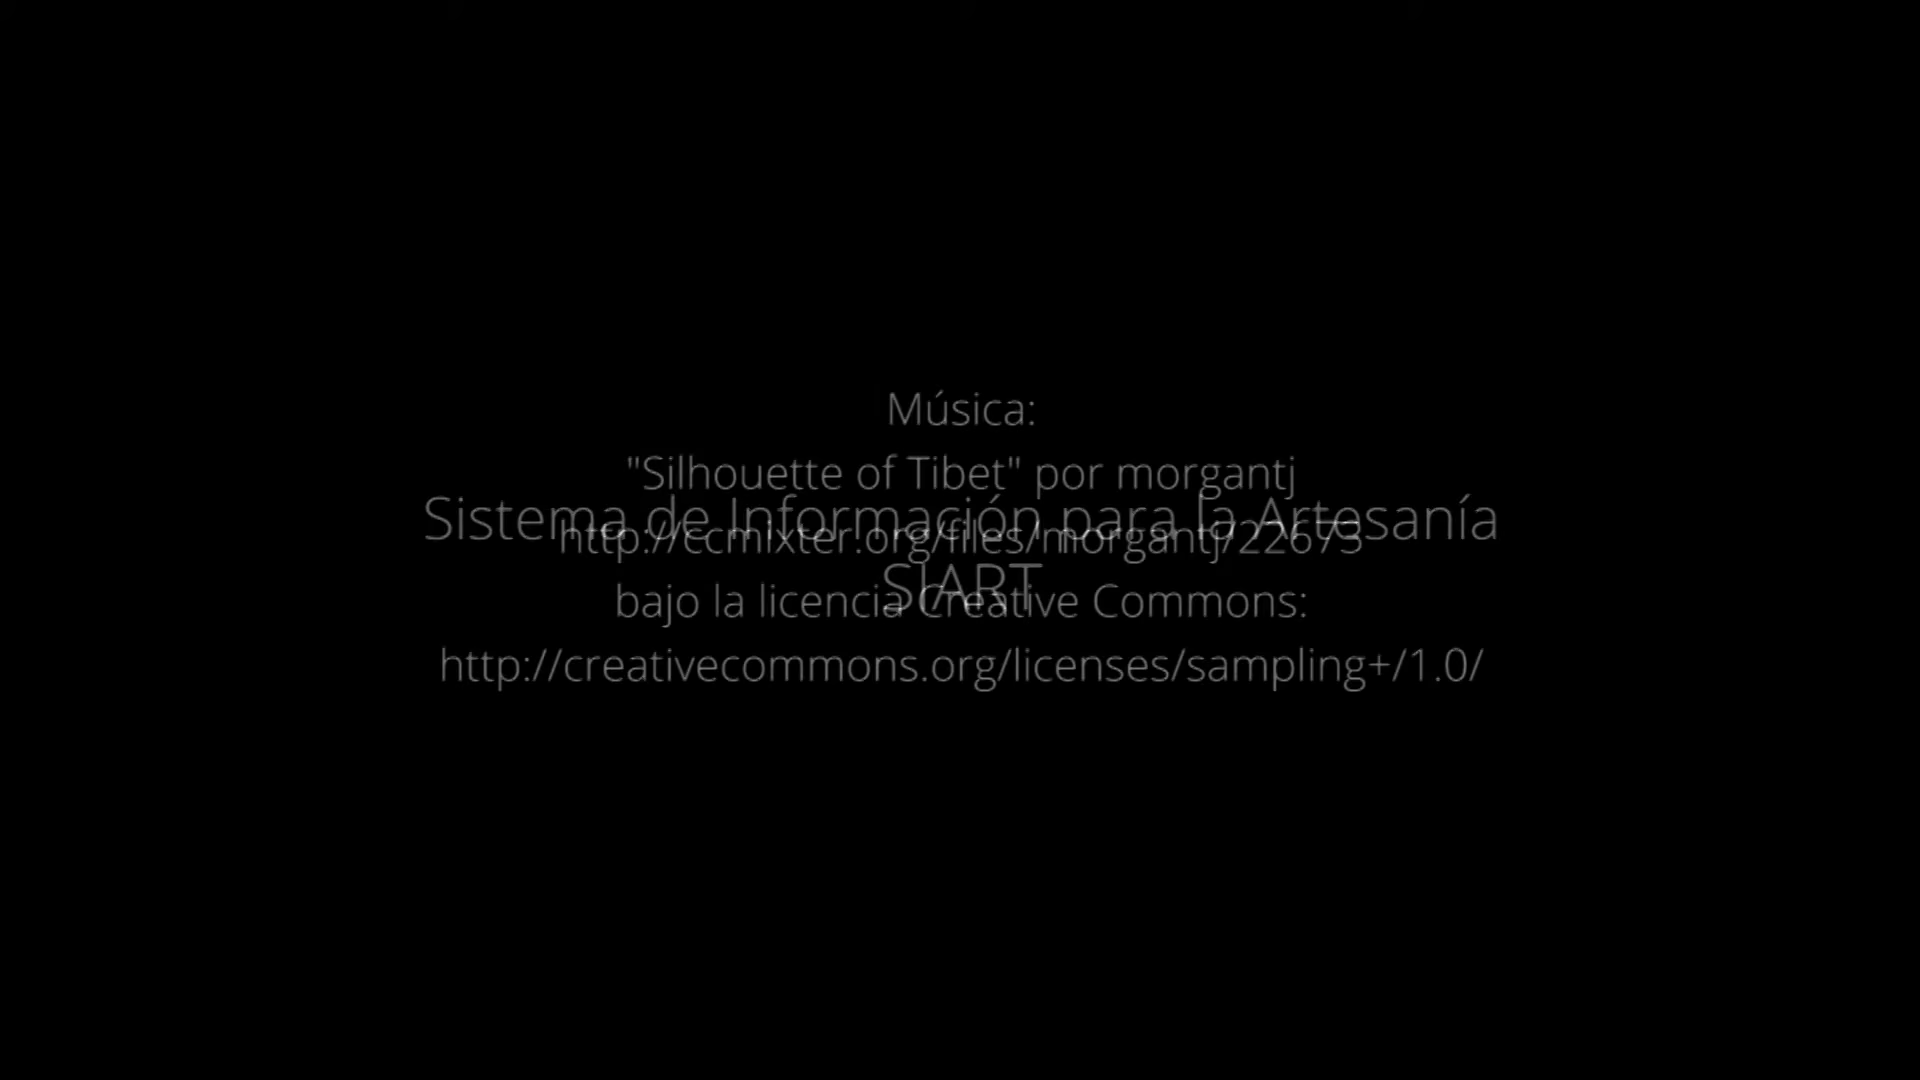 Música:
"Silhouette of Tibet" por morgantj
Sistema de Información para la Artesanía
http://ccmixter.org/files/morgantj/22673
SIART
bajo la licencia Creative Commons:
http://creativecommons.org/licenses/sampling+/1.0/